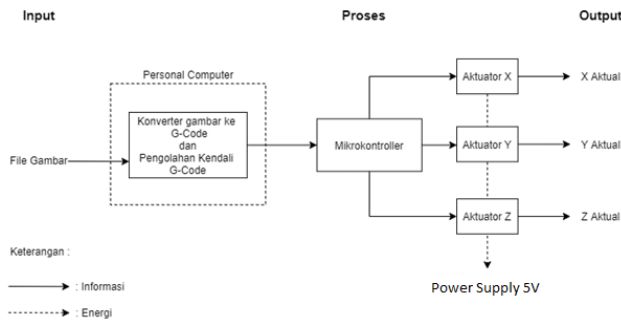 Input
Proses
Output
Personal Computer
Konverter gambar ke
G-Code
dan
Pengolahan Kendali
G-Code
File Gambar
Mikrokontroller
Aktuator X
X Aktual
Aktuator Y
Y Aktual
Aktuator Z
Z Aktual
Keterangan :
: Informasi
: Energi
Power Supply 5V